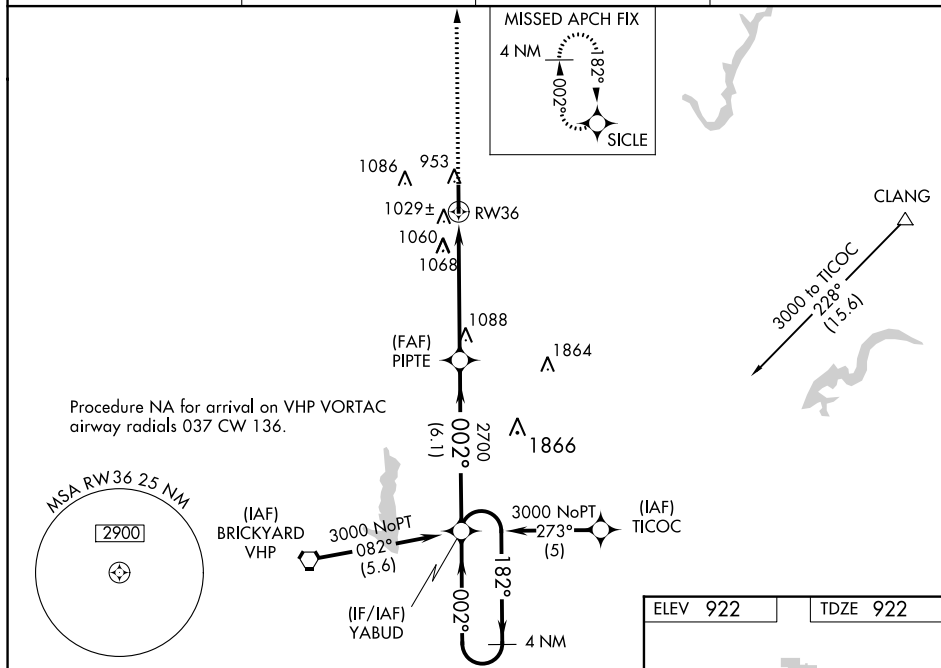 MISSED APCH FIX
4 NM
182°
002°
SICLE
1086
953
1029±
RW36
1060
1068
CLANG
3000 to TICOC
228°
(15.6)
1088
(FAF)
PIPTE
1864
Procedure NA for arrival on VHP VORTAC
airway radials 037 CW 136.
2700
002°
(6.1)
1866
MSA RW36 25 NM
2900
(IAF)
BRICKYARD
VHP
3000 NoPT
082°
(5.6)
3000 NoPT
273°
(5)
(IAF)
TICOC
(IF/IAF)
YABUD
002°
182°
4 NM
ELEV 922
TDZE 922